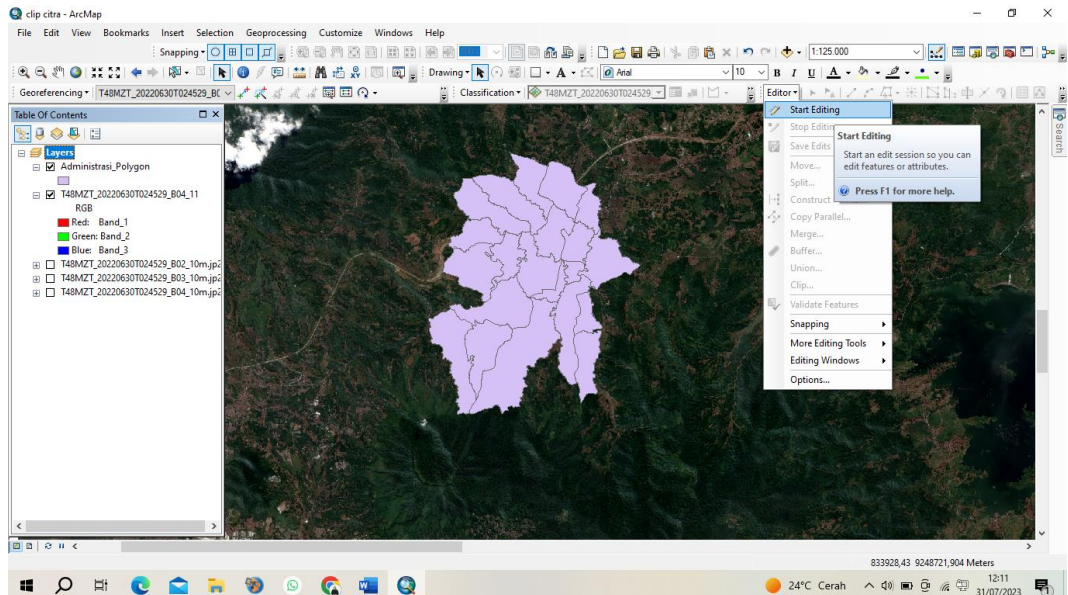 clip citra - ArcMap
File Edit View Bookmarks Insert Selection Geoprocessing Customize Windows Help
Snapping 1:125.000
Drawing A Arial 10 B I U A A
Georeferencing T48MZT_20220630T024529_BC Classification T48MZT_20220630T024529_ Editor
Table Of Contents
Layers
Administrasi_Polygon
T48MZT_20220630T024529_B04_11
RGB
Red: Band_1
Green: Band_2
Blue: Band_3
T48MZT_20220630T024529_B02_10m.jp2
T48MZT_20220630T024529_B03_10m.jp2
T48MZT_20220630T024529_B04_10m.jp2
Start Editing
Stop Editing
Save Edits
Move...
Split...
Construct
Copy Parallel...
Merge...
Buffer...
Union...
Clip...
Validate Features
Snapping
More Editing Tools
Editing Windows
Options...
Start Editing
Start an edit session so you can
edit features or attributes.
Press F1 for more help.
Search
833928,43 9248721,904 Meters
24°C Cerah
12:11
31/07/2023